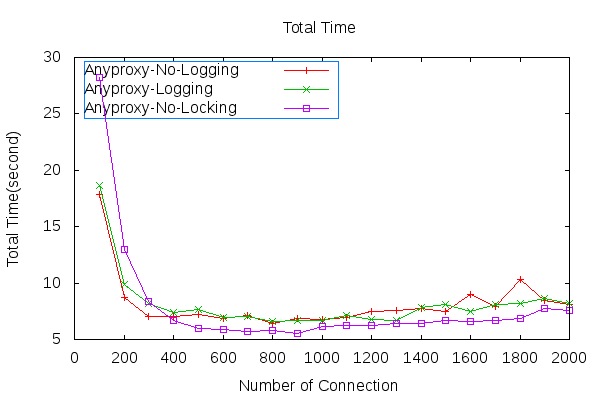 Total Time
30
Anyproxy-No-Logging
Anyproxy-Logging
Anyproxy-No-Locking
25
20
15
10
5
Total Time(second)
0 200 400 600 800 1000 1200 1400 1600 1800 2000
Number of Connection